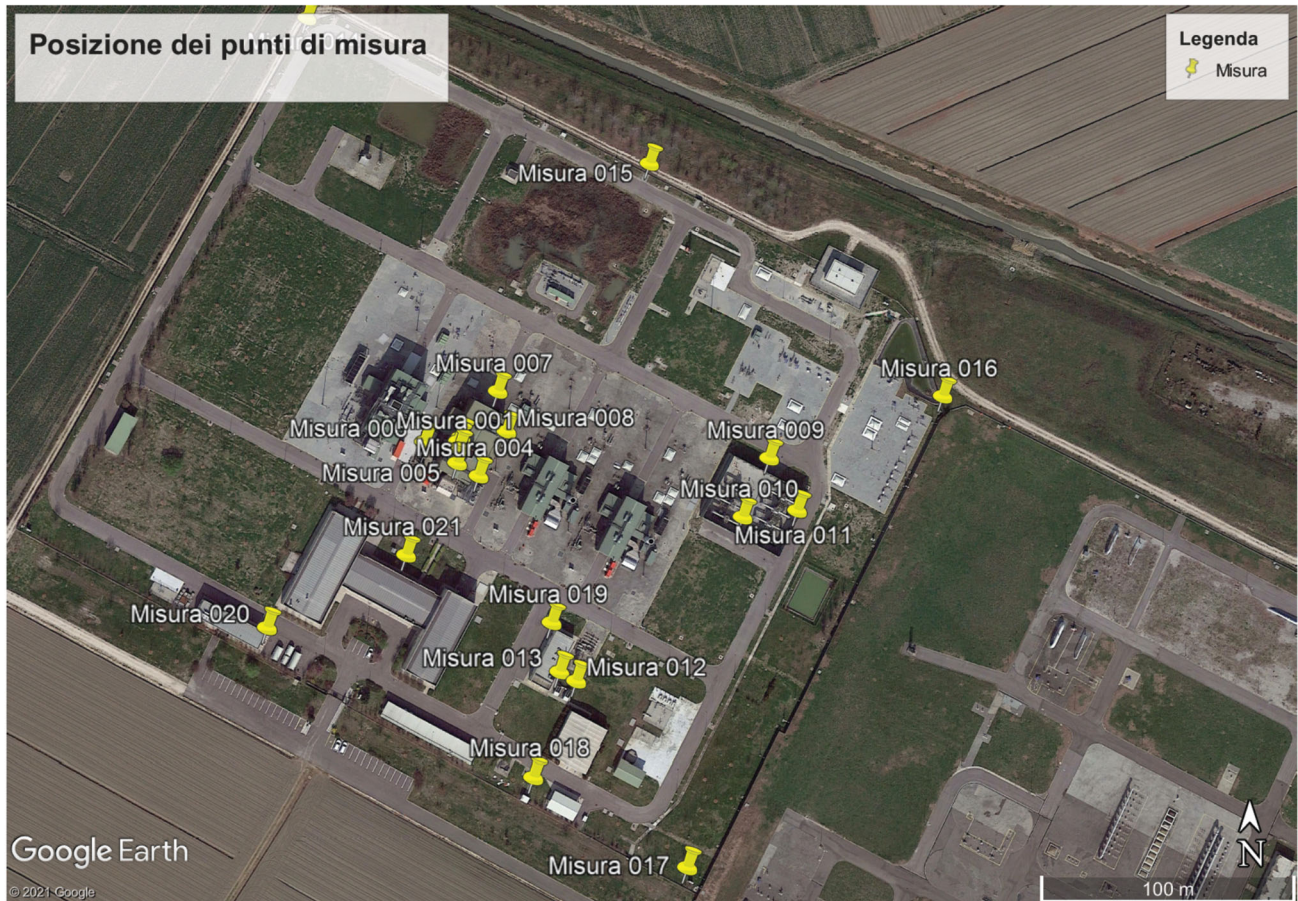 Posizione dei punti di misura
Legenda
Misura
Misura 015
Misura 016
Misura 007
Misura 000
Misura 001
Misura 008
Misura 004
Misura 005
Misura 009
Misura 010
Misura 011
Misura 021
Misura 020
Misura 019
Misura 013
Misura 012
Misura 018
Misura 017
Google Earth
© 2021 Google
N
100 m